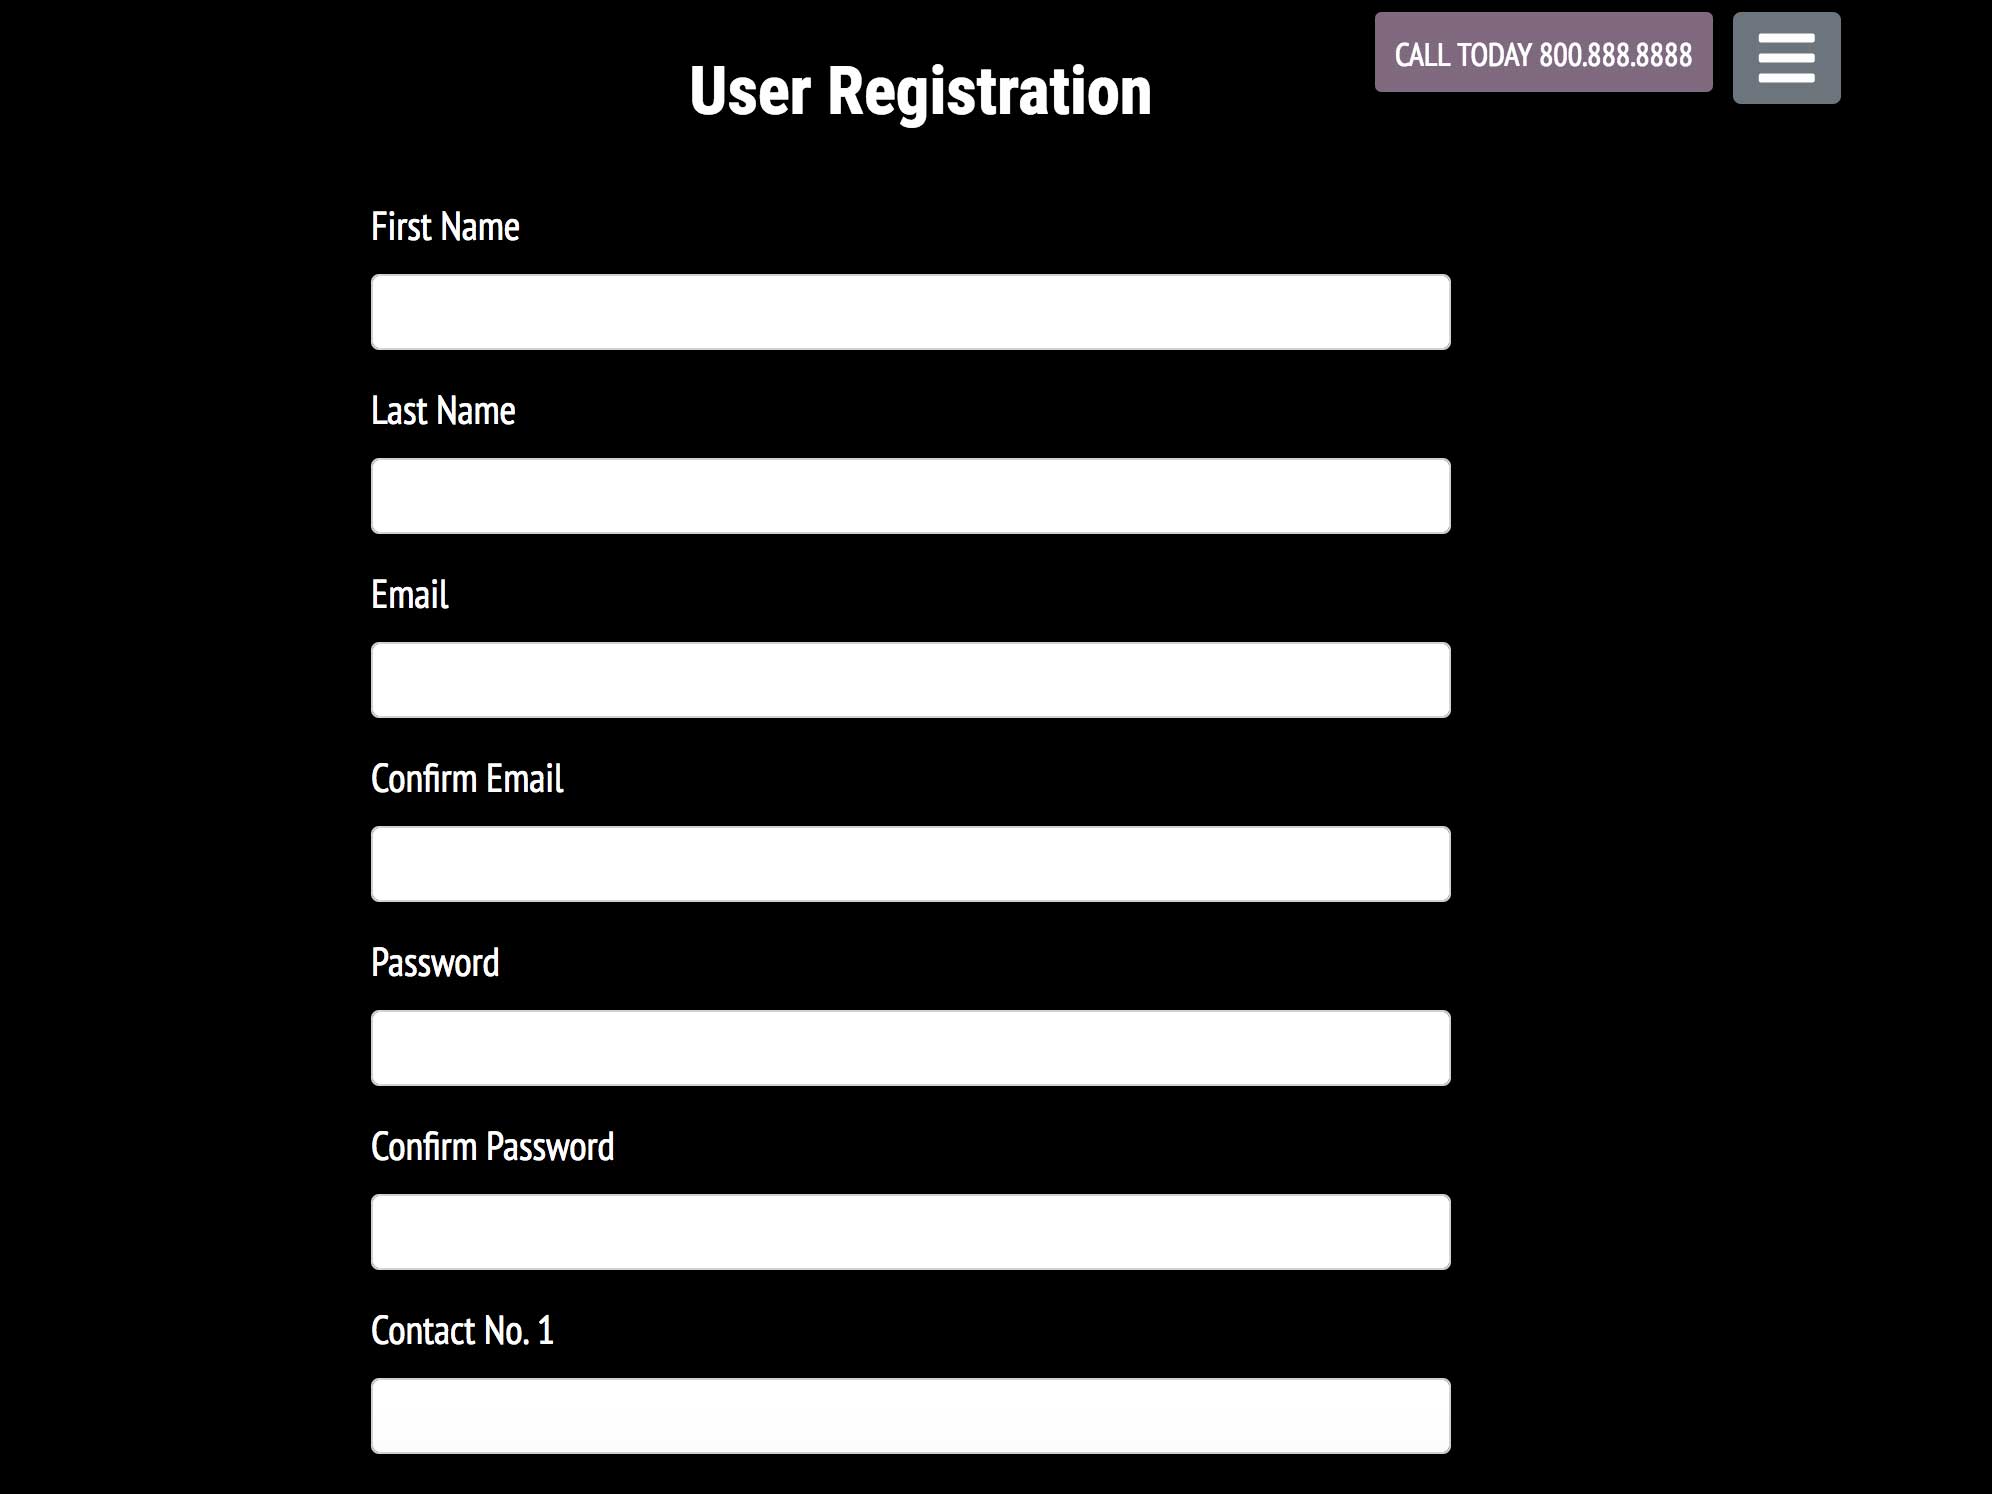 CALL TODAY 800.888.8888
User Registration
First Name
Last Name
Email
Confirm Email
Password
Confirm Password
Contact No. 1